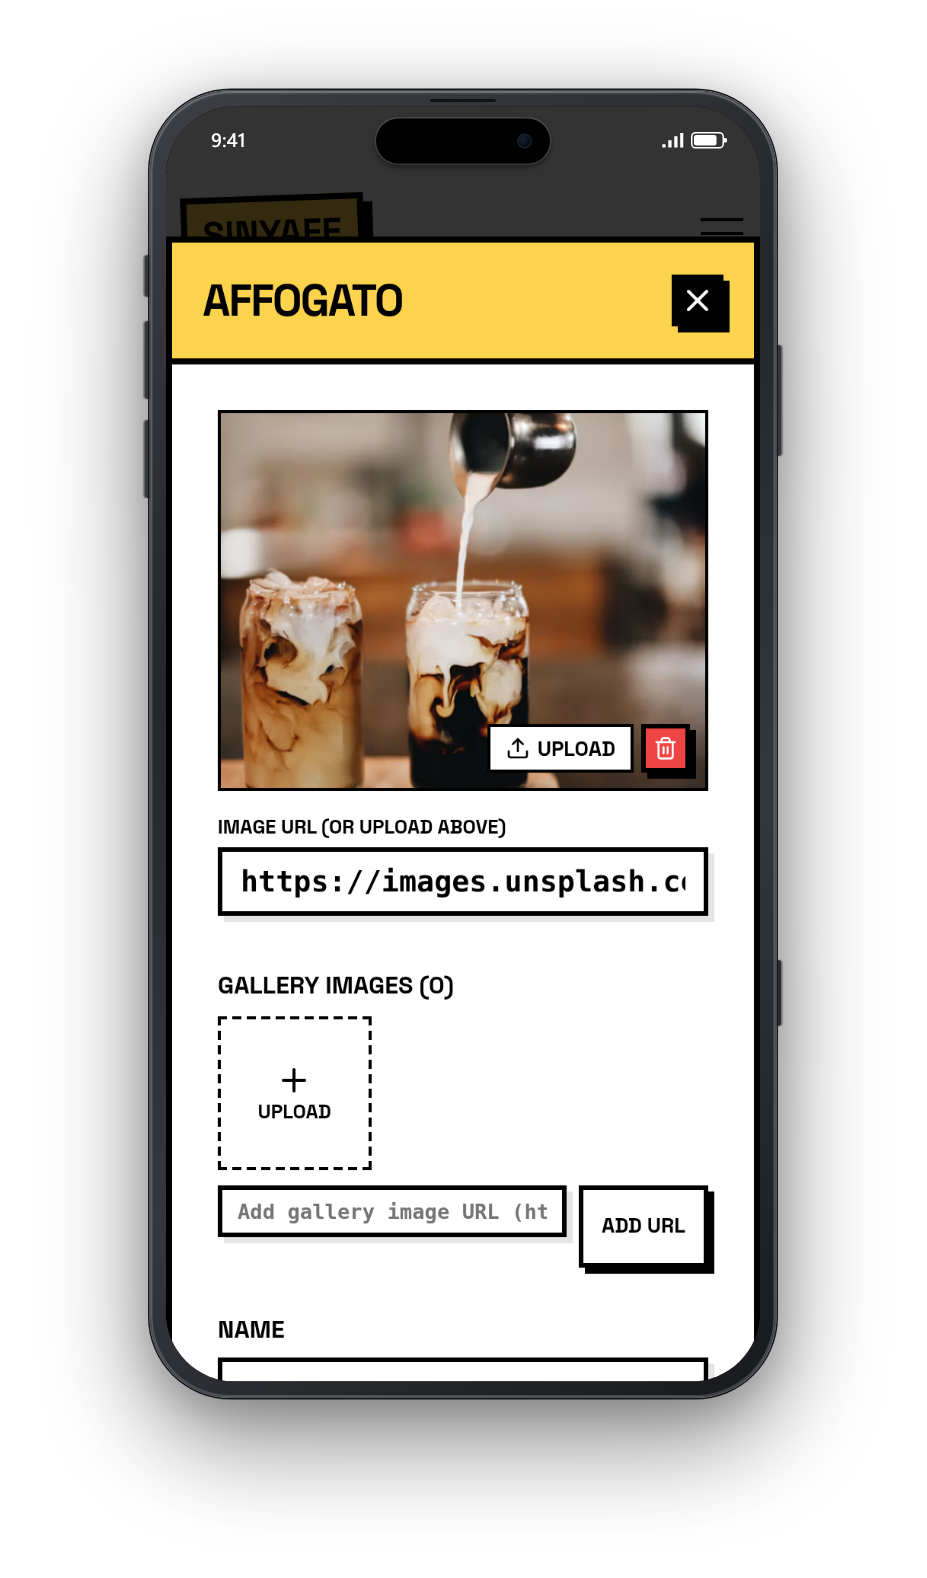 9:41
AFFOGATO
UPLOAD
IMAGE URL (OR UPLOAD ABOVE)
https://images.unsplash.c
GALLERY IMAGES (0)
UPLOAD
Add gallery image URL (ht
ADD URL
NAME